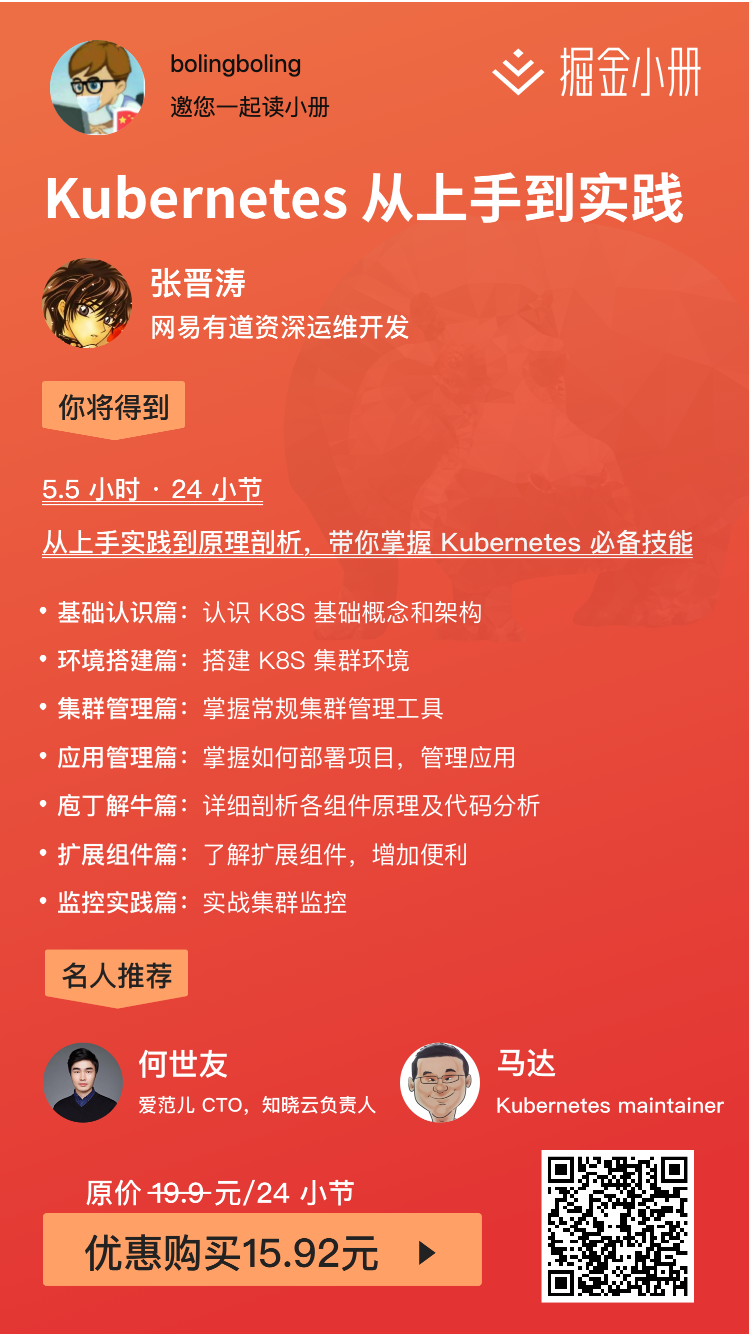 bolingboling
邀您一起读小册
掘金小册
Kubernetes 从上手到实践
张晋涛
网易有道资深运维开发
你将得到
5.5 小时 · 24 小节
从上手实践到原理剖析，带你掌握 Kubernetes 必备技能
• 基础认识篇：认识 K8S 基础概念和架构
• 环境搭建篇：搭建 K8S 集群环境
• 集群管理篇：掌握常规集群管理工具
• 应用管理篇：掌握如何部署项目，管理应用
• 庖丁解牛篇：详细剖析各组件原理及代码分析
• 扩展组件篇：了解扩展组件，增加便利
• 监控实践篇：实战集群监控
名人推荐
何世友
爱范儿 CTO，知晓云负责人
马达
Kubernetes maintainer
原价 19.9 元/24 小节
优惠购买15.92元